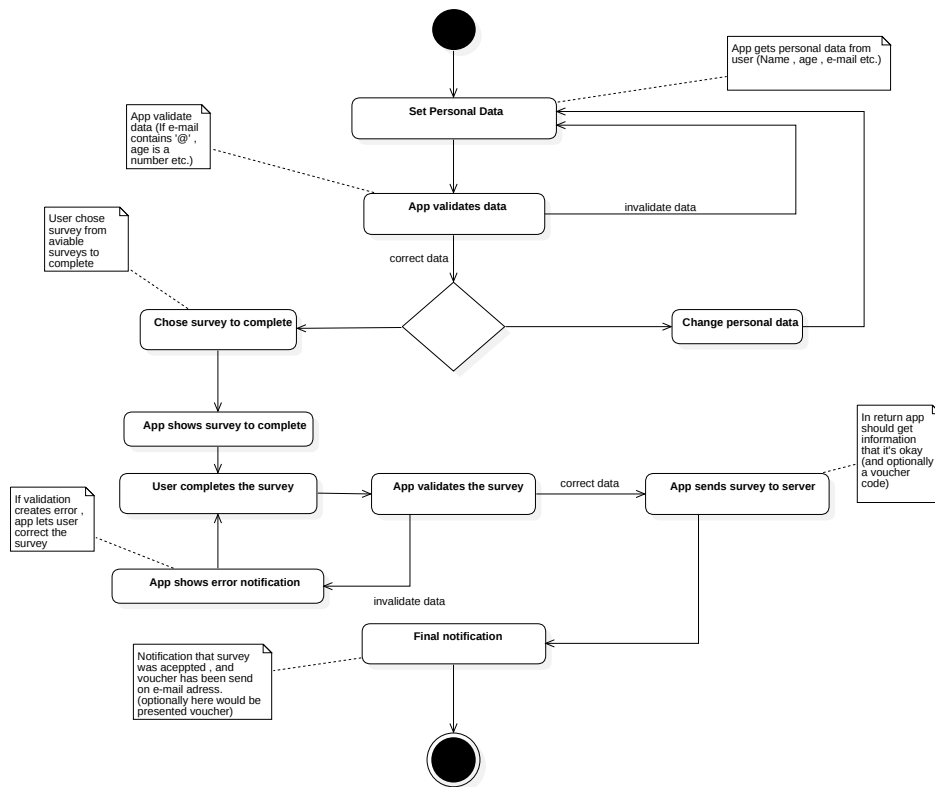 App gets personal data from
user (Name , age , e-mail etc.)
Set Personal Data
App validate
data (If e-mail
contains '@' ,
age is a
number etc.)
App validates data
invalidate data
User chose
survey from
aviable
surveys to
complete
correct data
Chose survey to complete
Change personal data
App shows survey to complete
In return app
should get
information
that it's okay
(and optionally
a voucher
code)
User completes the survey
App validates the survey
correct data
App sends survey to server
If validation
creates error ,
app lets user
correct the
survey
App shows error notification
invalidate data
Final notification
Notification that survey
was aceppted , and
voucher has been send
on e-mail adress.
(optionally here would be
presented voucher)